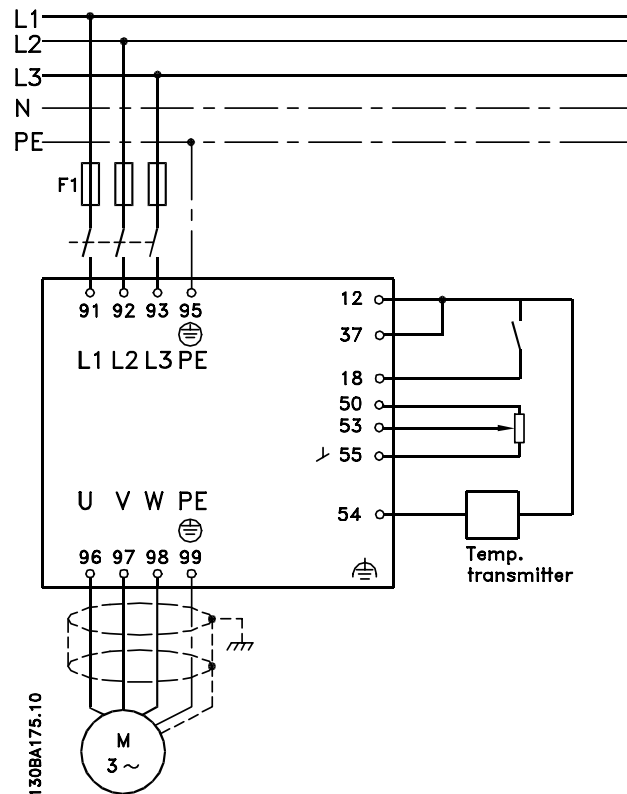 L1
L2
L3
N
PE
F1
91 92 93 95
L1 L2 L3 PE
12
37
18
50
53
55
54
Temp.
transmitter
U V W PE
96 97 98 99
M
3 ~
130BA175.10